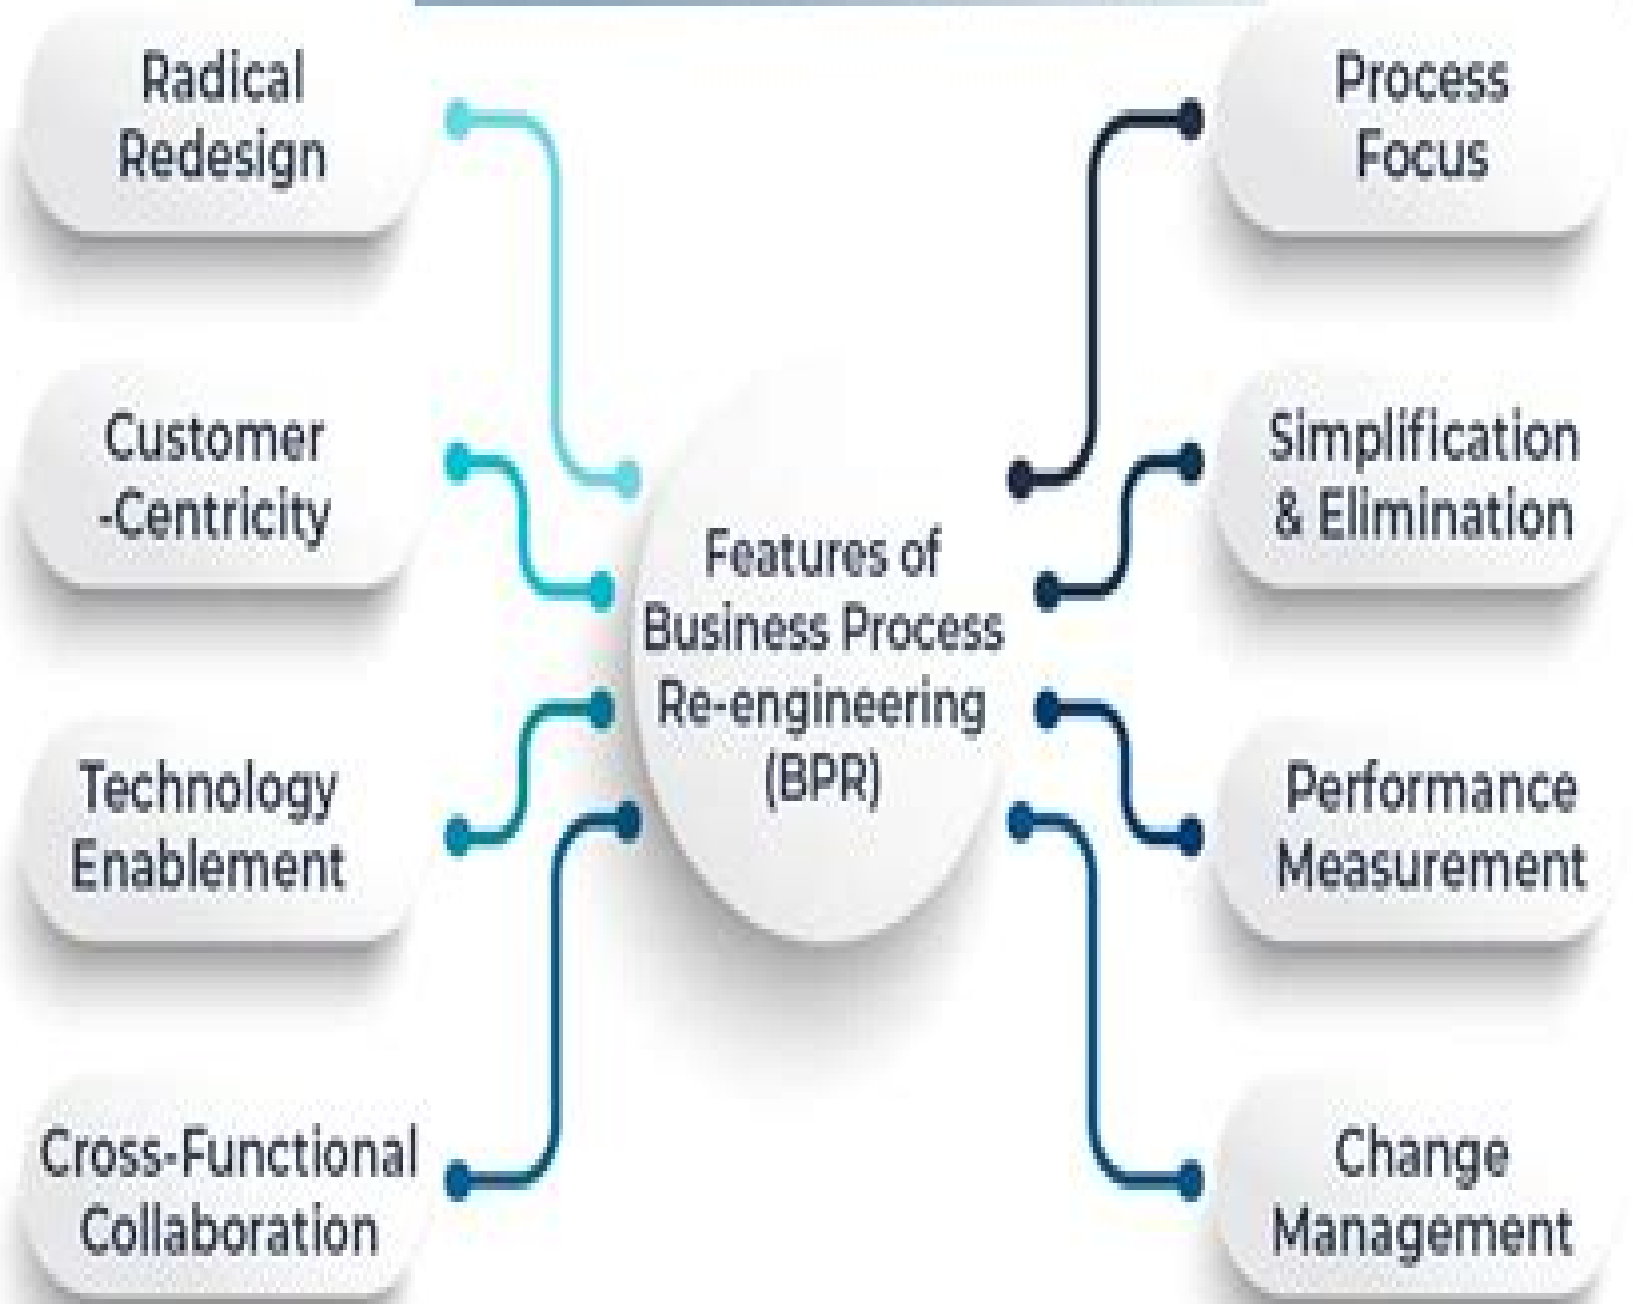 Radical
Redesign
Customer
-Centricity
Technology
Enablement
Cross-Functional
Collaboration
Features of
Business Process
Re-engineering
(BPR)
Process
Focus
Simplification
& Elimination
Performance
Measurement
Change
Management